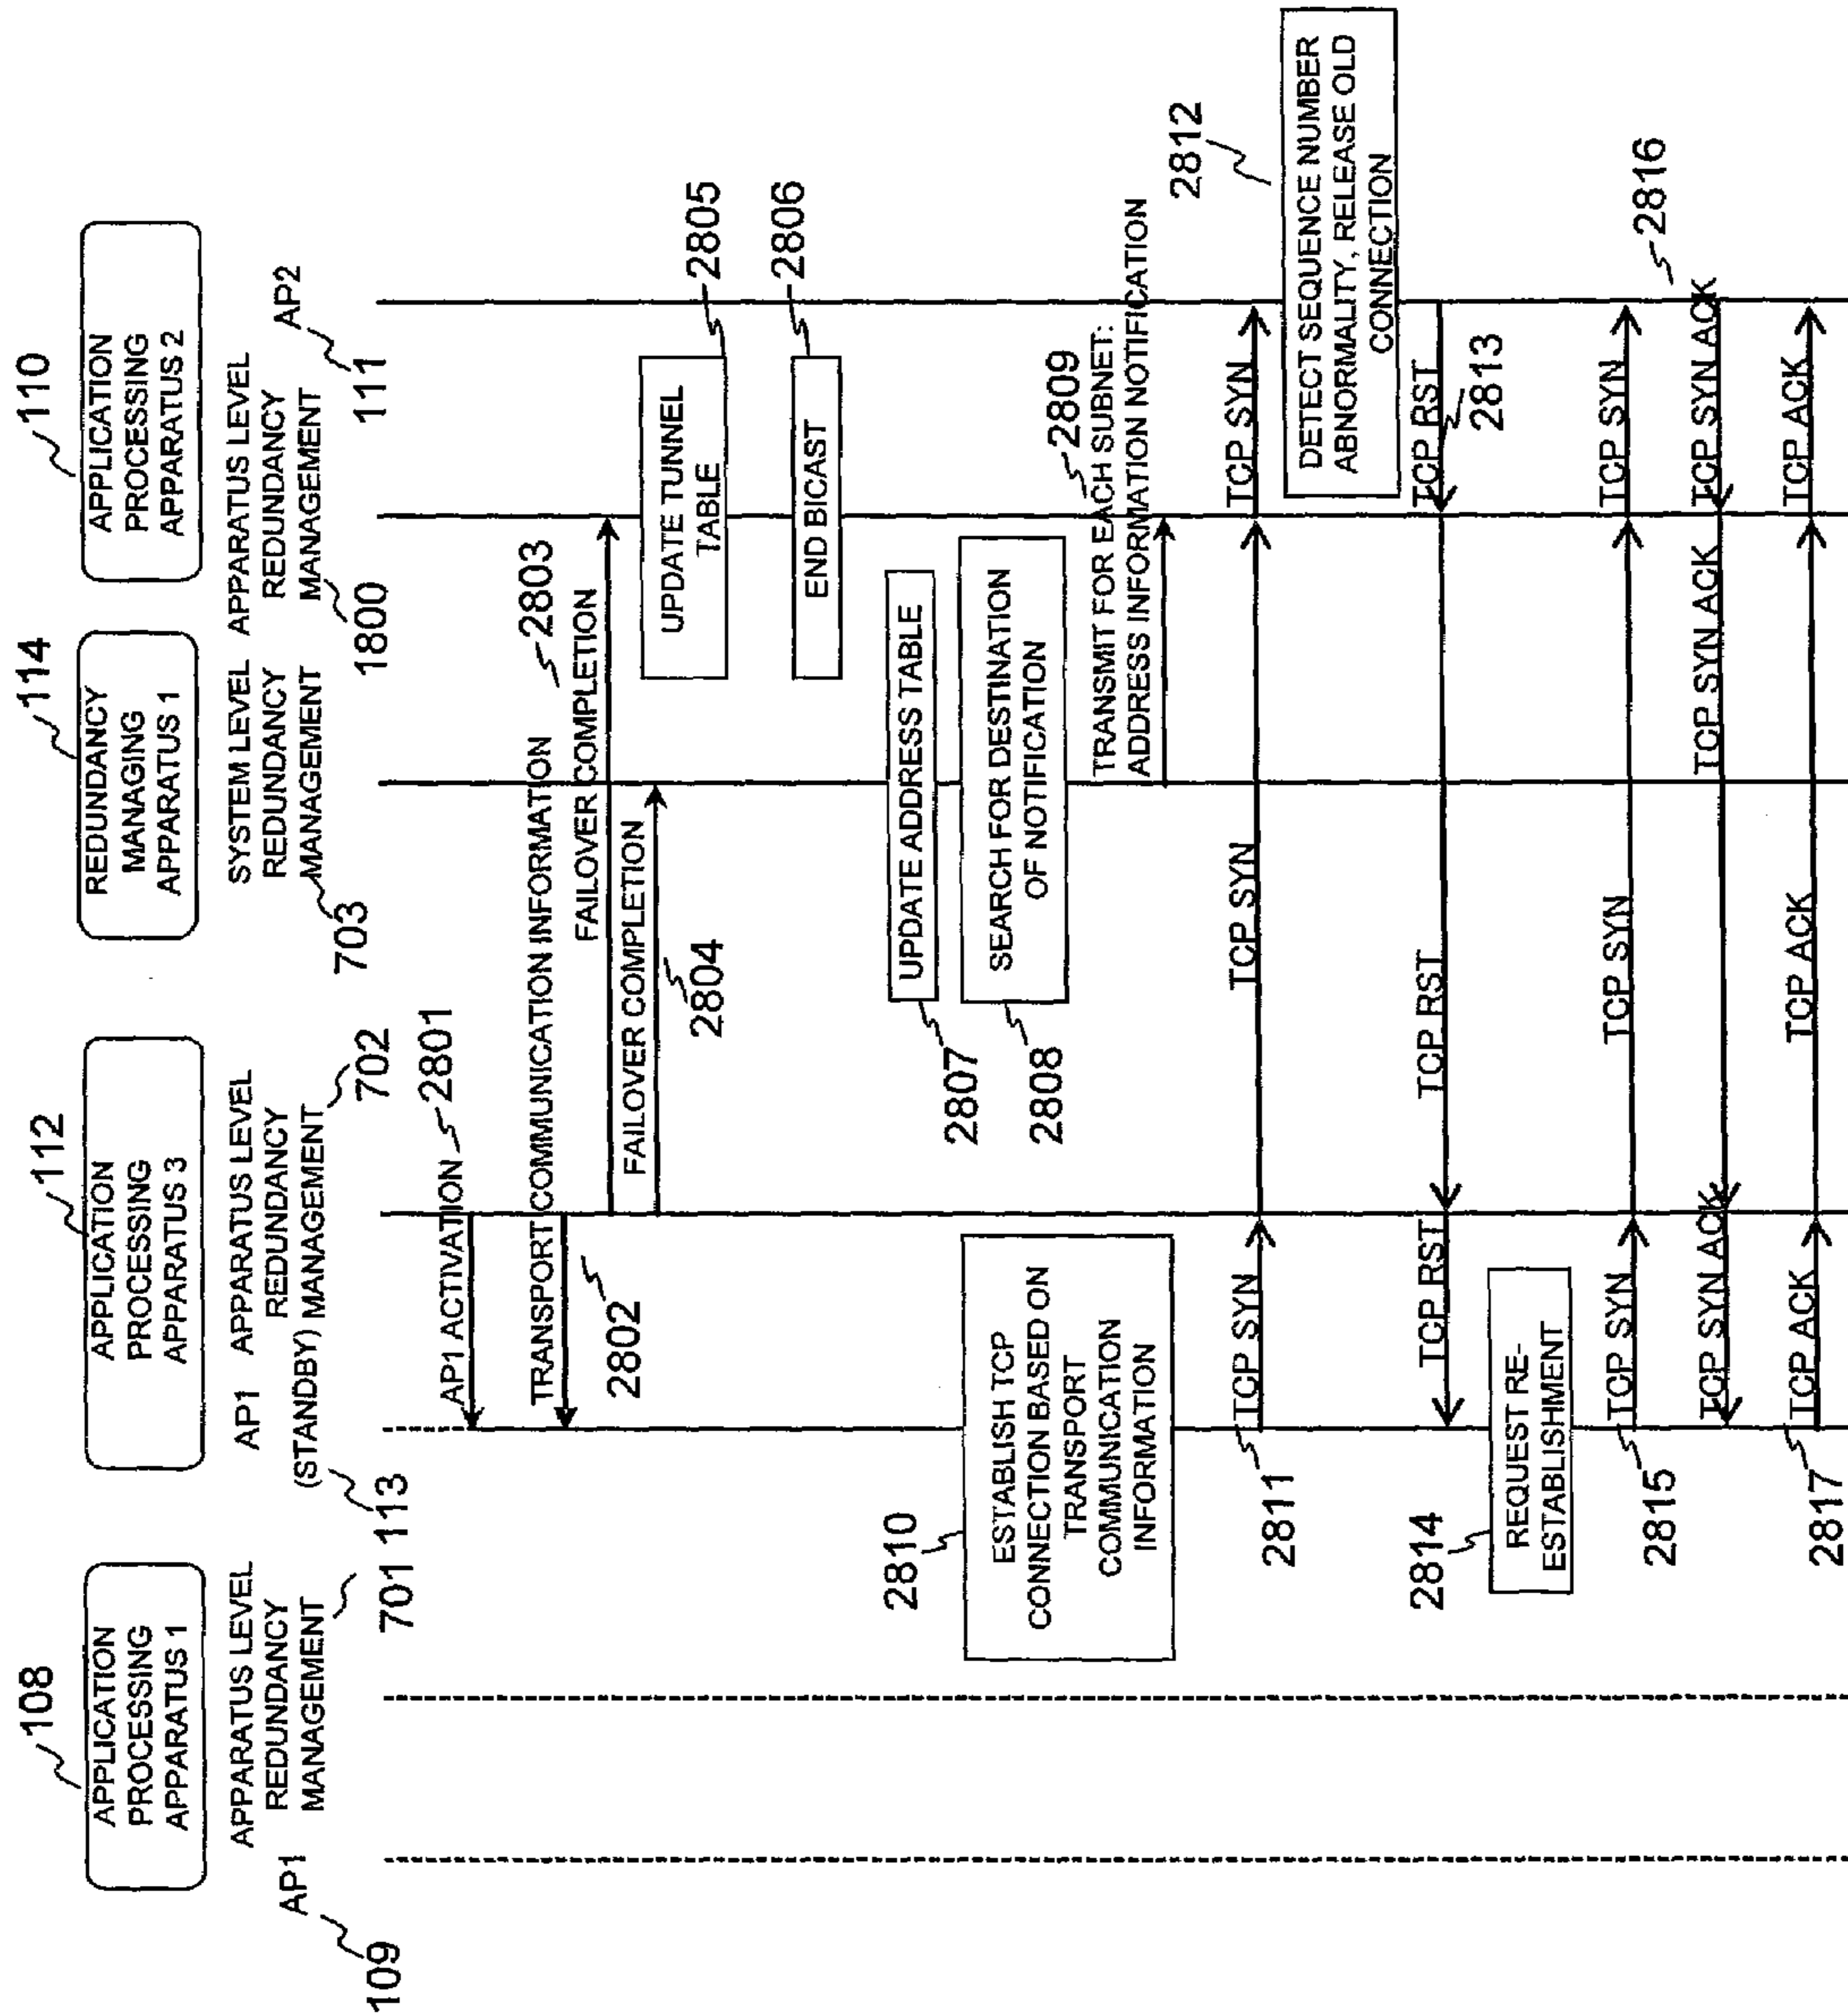 108
APPLICATION
PROCESSING
APPARATUS 1
112
APPLICATION
PROCESSING
APPARATUS 3
114
REDUNDANCY
MANAGING
APPARATUS 1
110
APPLICATION
PROCESSING
APPARATUS 2
AP1
109
APPARATUS LEVEL
REDUNDANCY
MANAGEMENT
701
AP1
(STANDBY)
113
APPARATUS LEVEL
REDUNDANCY
MANAGEMENT
702
SYSTEM LEVEL
REDUNDANCY
MANAGEMENT
703
APPARATUS LEVEL
REDUNDANCY
MANAGEMENT
1800
AP2
111
AP1 ACTIVATION
2801
TRANSPORT COMMUNICATION INFORMATION
2802
FAILOVER COMPLETION
2803
FAILOVER COMPLETION
2804
UPDATE TUNNEL
TABLE
2805
END BICAST
2806
UPDATE ADDRESS TABLE
2807
SEARCH FOR DESTINATION
OF NOTIFICATION
2808
TRANSMIT FOR EACH SUBNET:
ADDRESS INFORMATION NOTIFICATION
2809
ESTABLISH TCP
CONNECTION BASED ON
TRANSPORT
COMMUNICATION
INFORMATION
2810
TCP SYN
TCP SYN
TCP SYN
2811
DETECT SEQUENCE NUMBER
ABNORMALITY, RELEASE OLD
CONNECTION
2812
TCP RST
TCP RST
TCP RST
2813
REQUEST RE-
ESTABLISHMENT
2814
TCP SYN
TCP SYN
TCP SYN
2815
TCP SYN ACK
TCP SYN ACK
TCP SYN ACK
2816
TCP ACK
TCP ACK
TCP ACK
2817